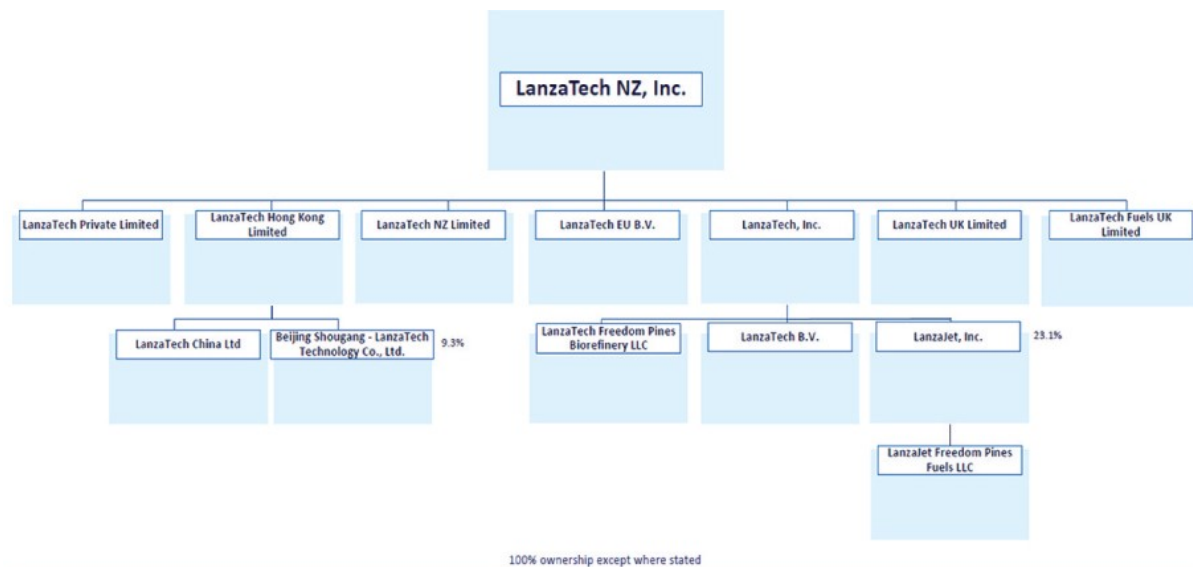 LanzaTech NZ, Inc.
LanzaTech Private Limited
LanzaTech Hong Kong
Limited
LanzaTech NZ Limited
LanzaTech EU B.V.
LanzaTech, Inc.
LanzaTech UK Limited
LanzaTech Fuels UK
Limited
LanzaTech China Ltd
Beijing Shougang - LanzaTech
Technology Co., Ltd.
9.3%
LanzaTech Freedom Pines
Biorefinery LLC
LanzaTech B.V.
LanzaJet, Inc.
23.1%
LanzaJet Freedom Pines
Fuels LLC
100% ownership except where stated